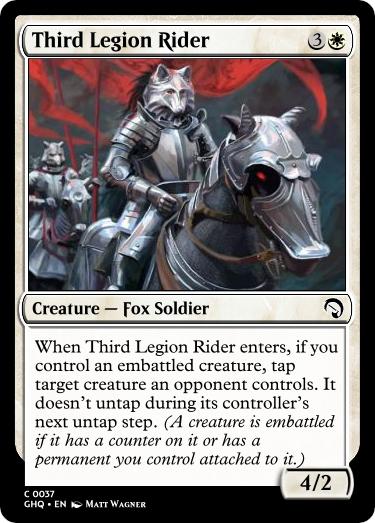 Third Legion Rider 3
Creature — Fox Soldier
When Third Legion Rider enters, if you
control an embattled creature, tap
target creature an opponent controls. It
doesn't untap during its controller's
next untap step. (A creature is embattled
if it has a counter on it or has a
permanent you control attached to it.)
4/2
C 0037
GHQ • EN Matt Wagner